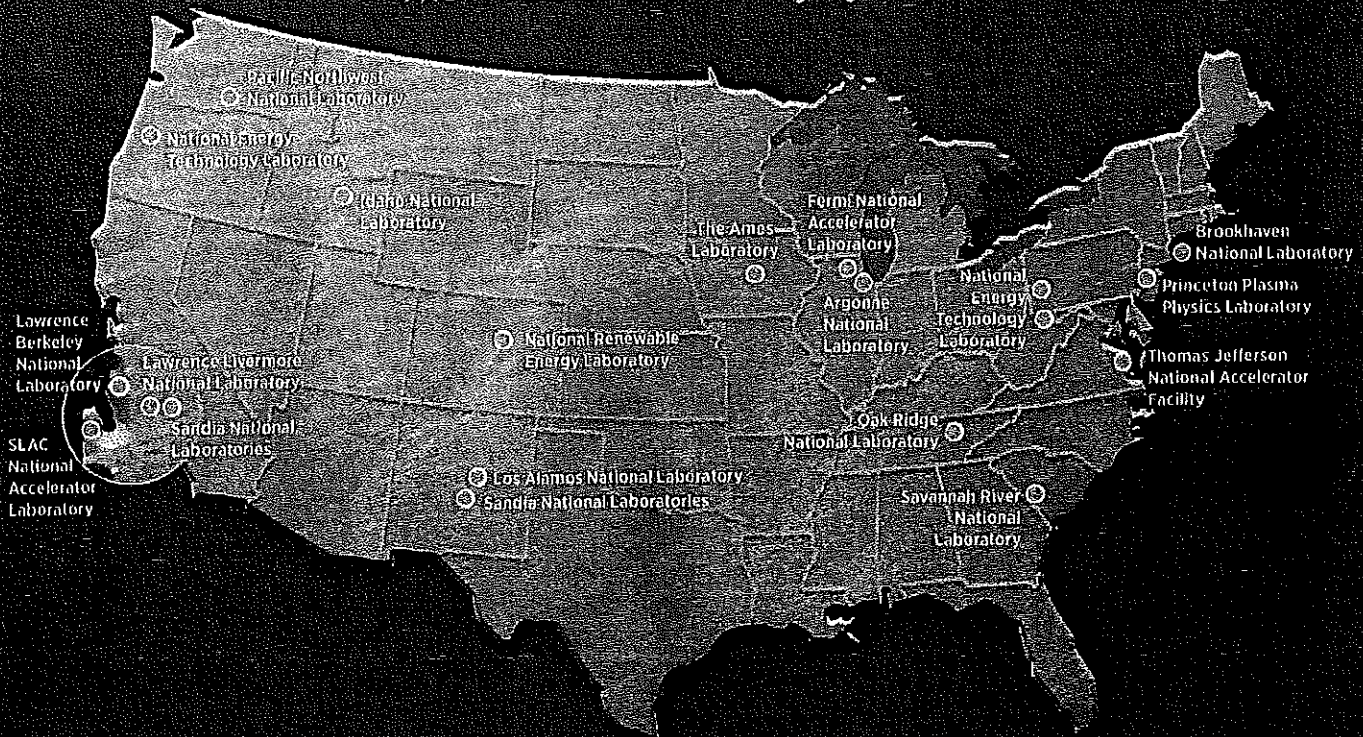 Pacific Northwest
National Laboratory
National Energy
Technology Laboratory
Idaho National
Laboratory
Fermi National
Accelerator
Laboratory
The Ames
Laboratory
Brookhaven
National Laboratory
National
Energy
Technology
Laboratory
Princeton Plasma
Physics Laboratory
Argonne
National
Laboratory
Lawrence
Berkeley
National
Laboratory
Lawrence Livermore
National Laboratory
National Renewable
Energy Laboratory
Thomas Jefferson
National Accelerator
Facility
Sandia National
Laboratories
Oak Ridge
National Laboratory
SLAC
National
Accelerator
Laboratory
Los Alamos National Laboratory
Sandia National Laboratories
Savannah River
National
Laboratory